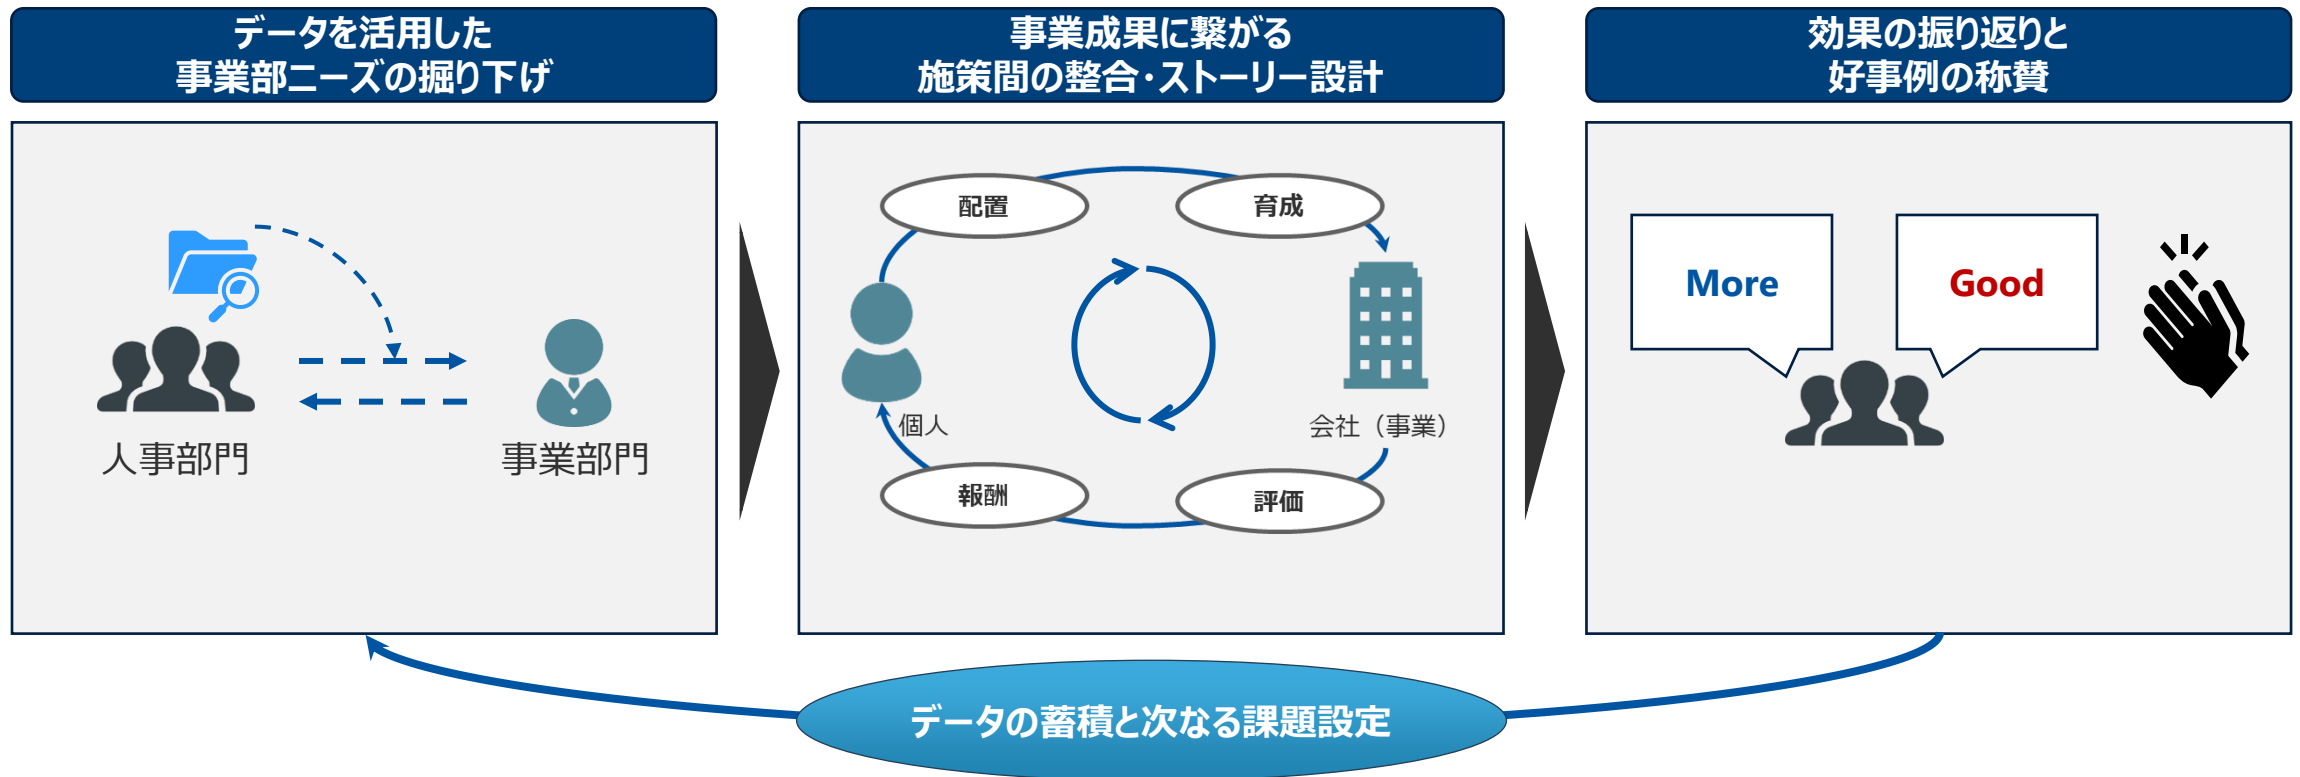 データを活用した
事業部ニーズの掘り下げ
事業成果に繋がる
施策間の整合・ストーリー設計
効果の振り返りと
好事例の称賛
人事部門
事業部門
配置
育成
個人
会社（事業）
報酬
評価
More
Good
データの蓄積と次なる課題設定